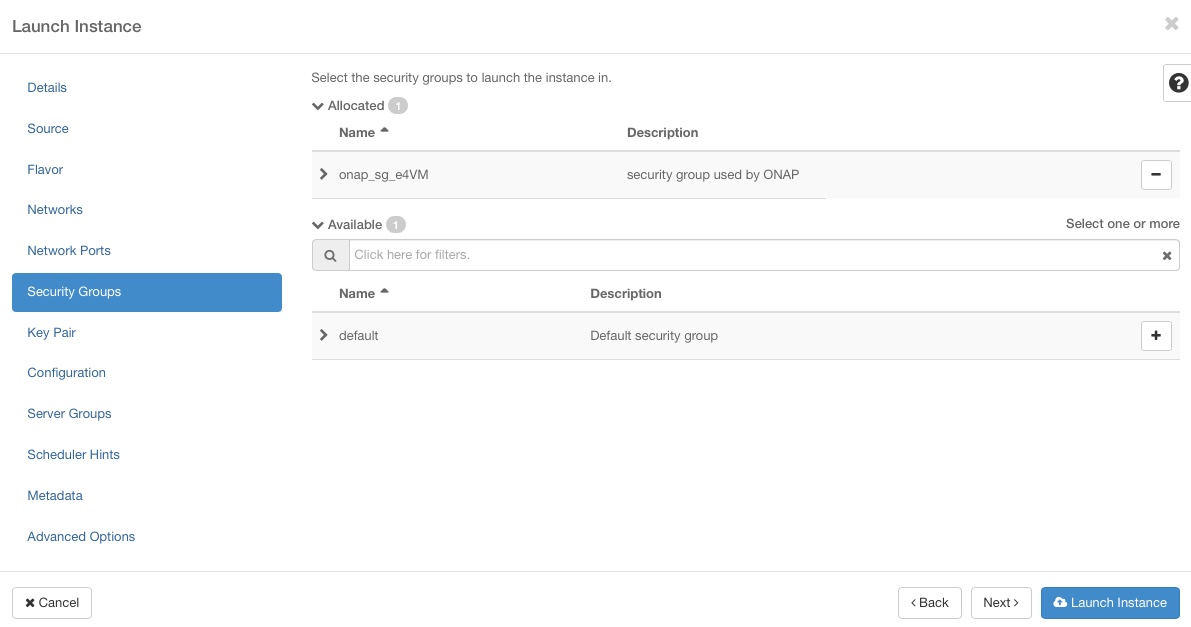 Launch Instance
Details
Source
Flavor
Networks
Network Ports
Security Groups
Key Pair
Configuration
Server Groups
Scheduler Hints
Metadata
Advanced Options
Select the security groups to launch the instance in.
Allocated 1
Name Description
onap_sg_e4VM security group used by ONAP
Available 1 Select one or more
Click here for filters.
Name Description
default Default security group
Cancel Back Next Launch Instance